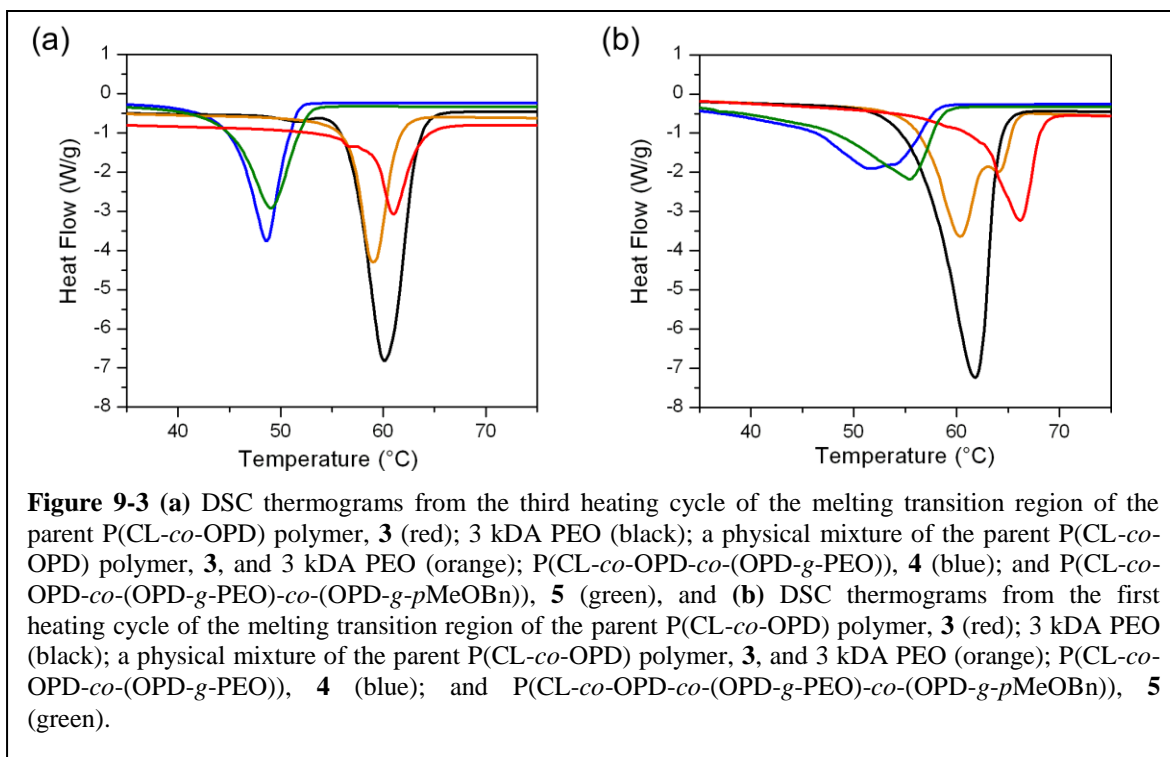 (a)
(b)
1
0
-1
-2
-3
-4
-5
-6
-7
-8
Heat Flow (W/g)
40
50
60
70
Temperature (°C)
1
0
-1
-2
-3
-4
-5
-6
-7
-8
Heat Flow (W/g)
40
50
60
70
Temperature (°C)
Figure 9-3 (a) DSC thermograms from the third heating cycle of the melting transition region of the
parent P(CL-co-OPD) polymer, 3 (red); 3 kDA PEO (black); a physical mixture of the parent P(CL-co-
OPD) polymer, 3, and 3 kDA PEO (orange); P(CL-co-OPD-co-(OPD-g-PEO)), 4 (blue); and P(CL-co-
OPD-co-(OPD-g-PEO)-co-(OPD-g-pMeOBn)), 5 (green), and (b) DSC thermograms from the first
heating cycle of the melting transition region of the parent P(CL-co-OPD) polymer, 3 (red); 3 kDA PEO
(black); a physical mixture of the parent P(CL-co-OPD) polymer, 3, and 3 kDA PEO (orange); P(CL-co-
OPD-co-(OPD-g-PEO)), 4 (blue); and P(CL-co-OPD-co-(OPD-g-PEO)-co-(OPD-g-pMeOBn)), 5
(green).